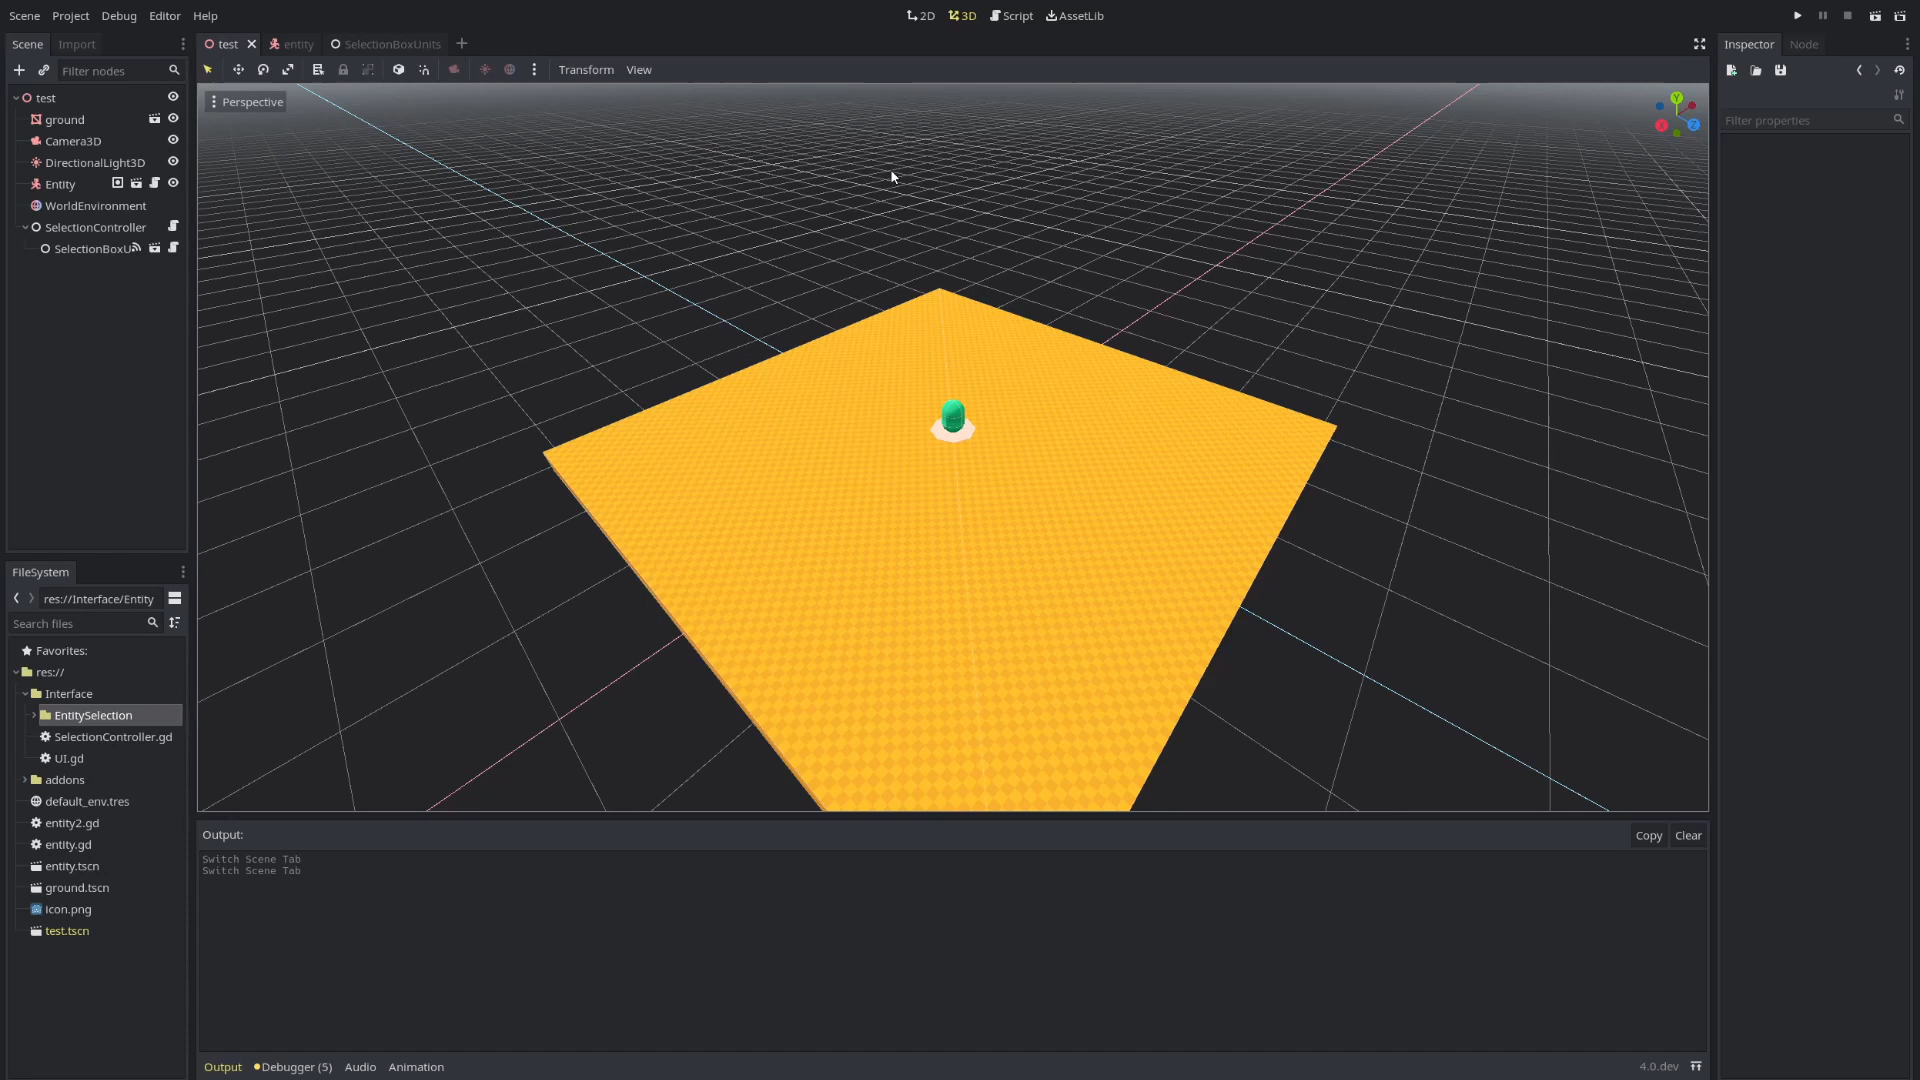 Scene Project Debug Editor Help
2D 3D Script AssetLib
Scene Import
test entity SelectionBoxUnits
Inspector Node
Filter nodes
Transform View
Perspective
Y
X
Z
Filter properties
test
ground
Camera3D
DirectionalLight3D
Entity
WorldEnvironment
SelectionController
SelectionBoxU
FileSystem
res://Interface/Entity
Search files
Favorites:
res://
Interface
EntitySelection
SelectionController.gd
UI.gd
addons
default_env.tres
entity2.gd
entity.gd
entity.tscn
ground.tscn
icon.png
test.tscn
Output:
Copy Clear
Switch Scene Tab
Switch Scene Tab
Output Debugger (5) Audio Animation
4.0.dev